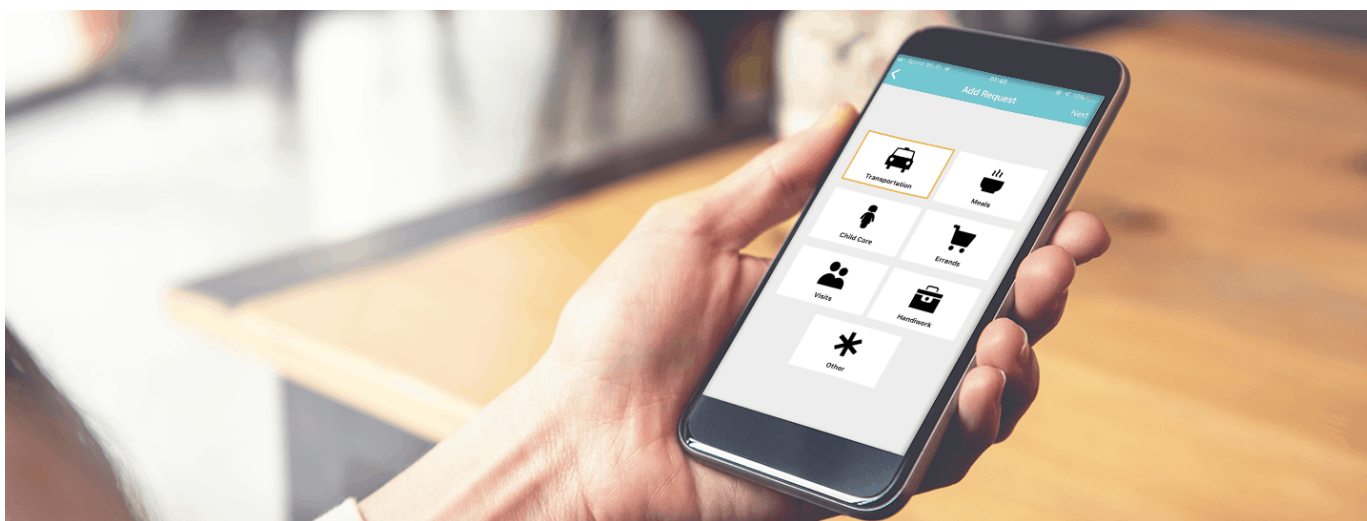 Add Request
Next
Transportation
Meals
Child Care
Errands
Visits
Handiwork
Other